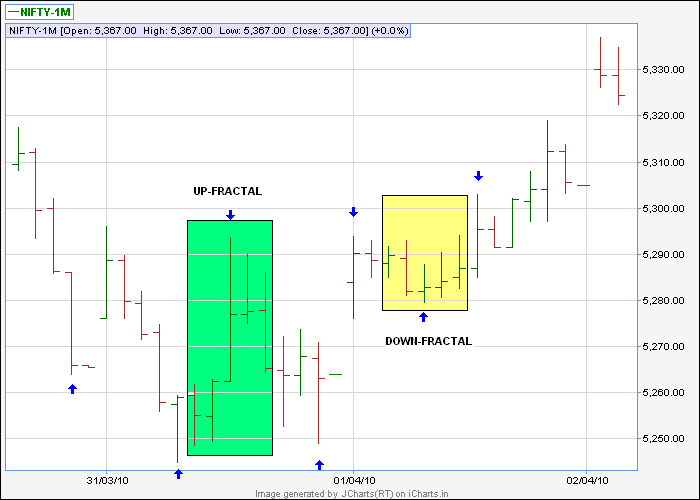 NIFTY-1M
NIFTY-1M [Open: 5,367.00 High: 5,367.00 Low: 5,367.00 Close: 5,367.00] (+0.0%)
5,330.00
5,320.00
5,310.00
UP-FRACTAL
5,300.00
5,290.00
5,280.00
DOWN-FRACTAL
5,270.00
5,260.00
5,250.00
31/03/10 01/04/10 02/04/10
Image generated by JCharts(RT) on iCharts.in